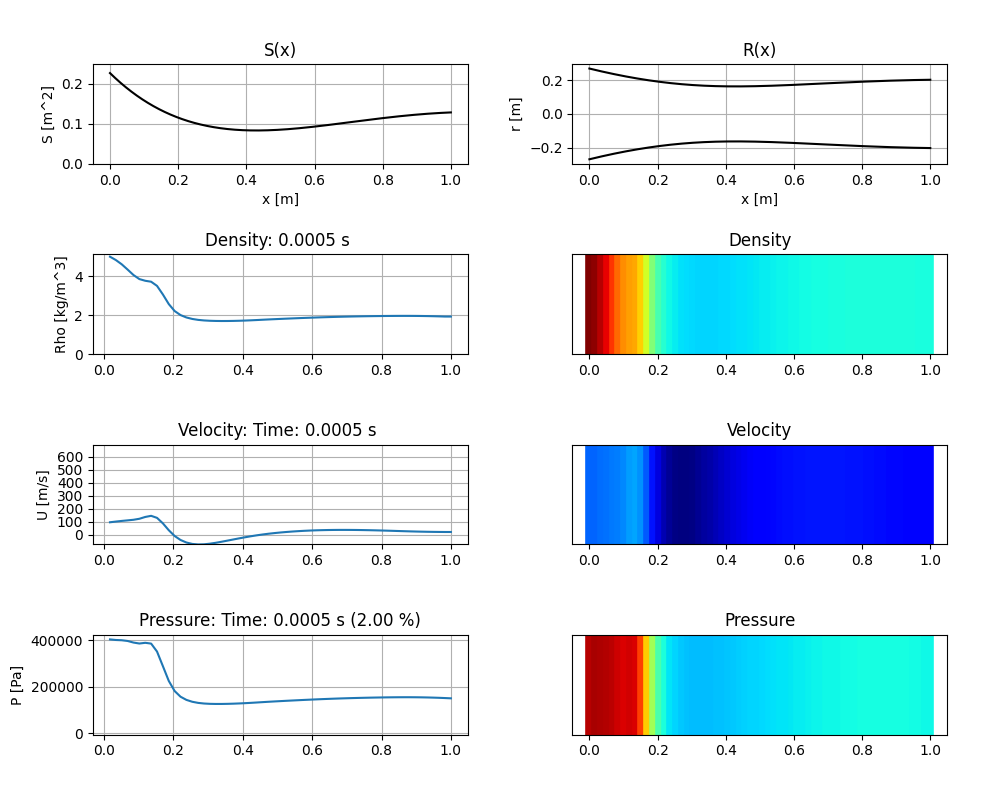 S(x)
S [m^2]
0.2
0.1
0.0
0.0 0.2 0.4 0.6 0.8 1.0
x [m]
R(x)
r [m]
0.2
0.0
−0.2
0.0 0.2 0.4 0.6 0.8 1.0
x [m]
Density: 0.0005 s
Rho [kg/m^3]
4
2
0
0.0 0.2 0.4 0.6 0.8 1.0
Density
0.0 0.2 0.4 0.6 0.8 1.0
Velocity: Time: 0.0005 s
U [m/s]
600
500
400
300
200
100
0
0.0 0.2 0.4 0.6 0.8 1.0
Velocity
0.0 0.2 0.4 0.6 0.8 1.0
Pressure: Time: 0.0005 s (2.00 %)
P [Pa]
400000
200000
0
0.0 0.2 0.4 0.6 0.8 1.0
Pressure
0.0 0.2 0.4 0.6 0.8 1.0